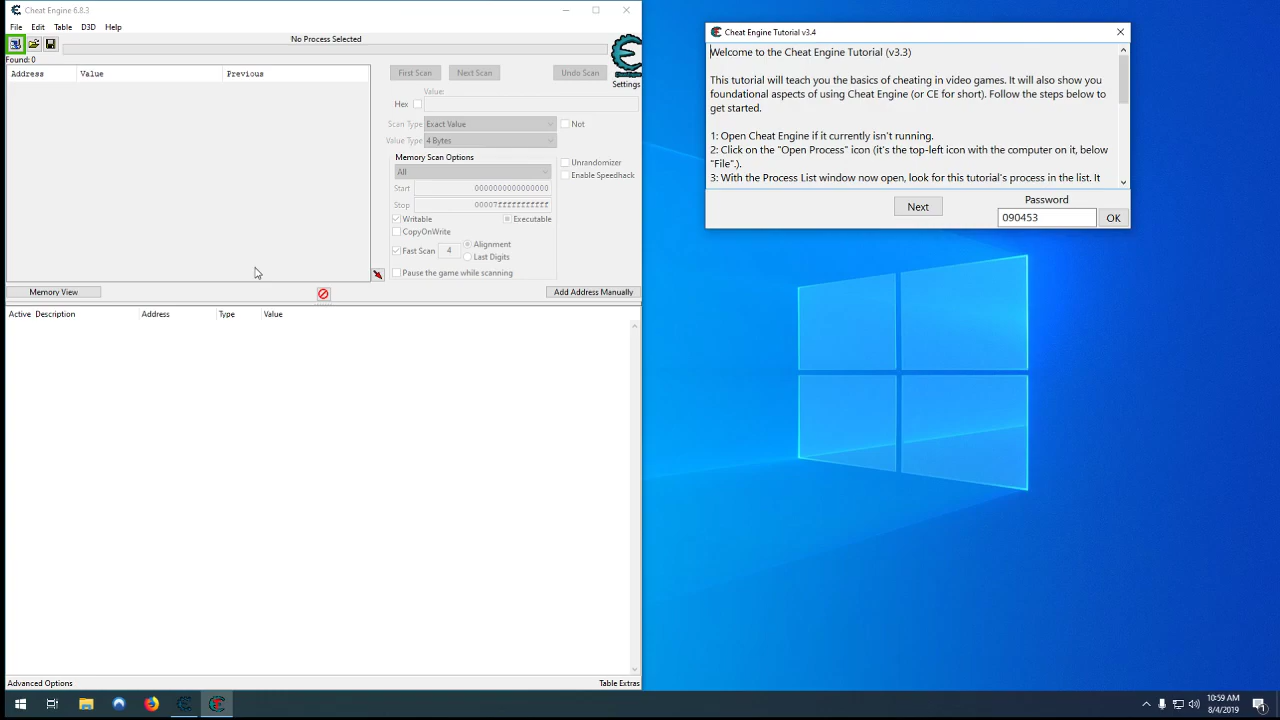 Cheat Engine 6.8.3
File Edit Table D3D Help
No Process Selected
Found: 0
Address Value Previous
First Scan Next Scan Undo Scan
Settings
Value:
Hex
Scan Type Exact Value Not
Value Type 4 Bytes
Memory Scan Options
All
Unrandomizer
Enable Speedhack
Start 0000000000000000
Stop 00007fffffffffff
Writable Executable
CopyOnWrite
Fast Scan 4 Alignment
Last Digits
Pause the game while scanning
Memory View Add Address Manually
Active Description Address Type Value
Advanced Options Table Extras
Cheat Engine Tutorial v3.4
Welcome to the Cheat Engine Tutorial (v3.3)
This tutorial will teach you the basics of cheating in video games. It will also show you
foundational aspects of using Cheat Engine (or CE for short). Follow the steps below to
get started.
1: Open Cheat Engine if it currently isn't running.
2: Click on the "Open Process" icon (it's the top-left icon with the computer on it, below
"File".).
3: With the Process List window now open, look for this tutorial's process in the list. It
Next
Password
090453 OK
10:59 AM
8/4/2019
1